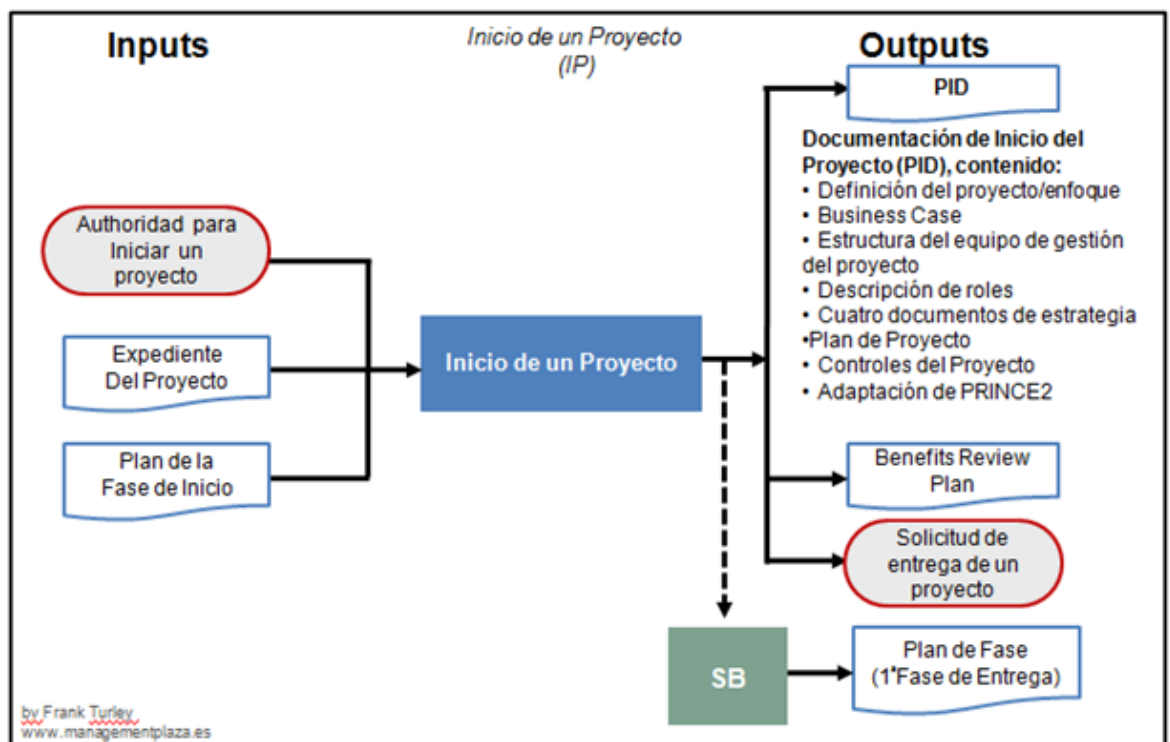 Inputs
Inicio de un Proyecto
(IP)
Outputs
Authoridad para
Iniciar un
proyecto
Expediente
Del Proyecto
Plan de la
Fase de Inicio
Inicio de un Proyecto
PID
Documentación de Inicio del
Proyecto (PID), contenido:
• Definición del proyecto/enfoque
• Business Case
• Estructura del equipo de gestión
del proyecto
• Descripción de roles
• Cuatro documentos de estrategia
•Plan de Proyecto
• Controles del Proyecto
• Adaptación de PRINCE2
Benefits Review
Plan
Solicitud de
entrega de un
proyecto
SB
Plan de Fase
(1ªFase de Entrega)
by Frank Turley
www.managementplaza.es